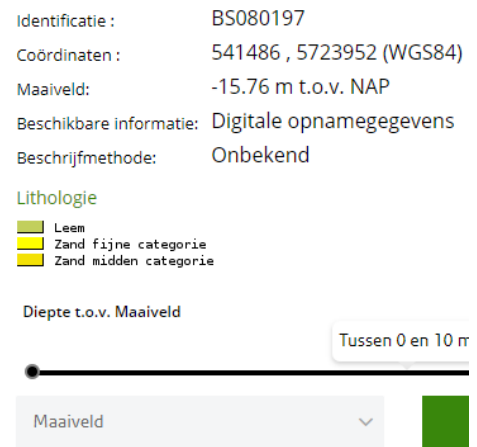 Identificatie : BS080197
Coördinaten : 541486 , 5723952 (WGS84)
Maaiveld: -15.76 m t.o.v. NAP
Beschikbare informatie: Digitale opnamegegevens
Beschrijfmethode: Onbekend
Lithologie
Leem
Zand fijne categorie
Zand midden categorie
Diepte t.o.v. Maaiveld
Tussen 0 en 10 m
Maaiveld